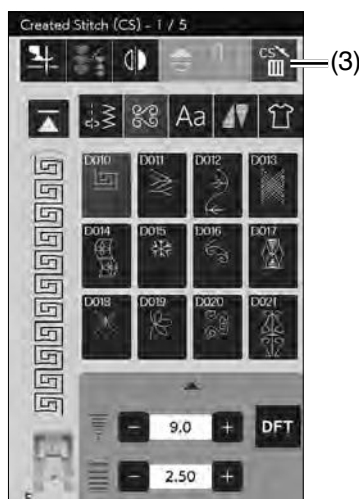 Created Stitch (CS) - 1 / 5
CS
(3)
Aa
D010 D011 D012 D013
D014 D015 D016 D017
D018 D019 D020 D021
- 9.0 + DFT
- 2.50 +